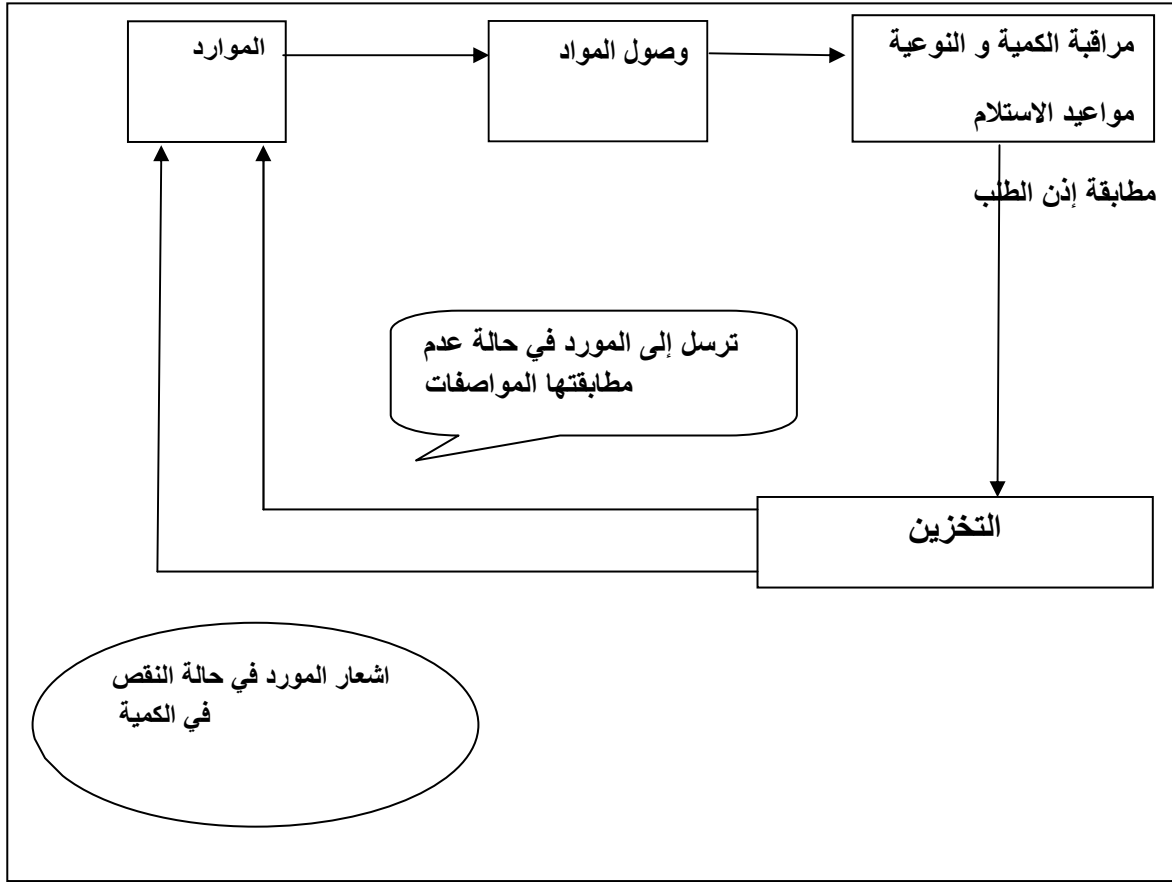 الموارد
وصول المواد
مراقبة الكمية و النوعية
مواعيد الاستلام
مطابقة إذن الطلب
ترسل إلى المورد في حالة عدم
مطابقتها المواصفات
التخزين
اشعار المورد في حالة النقص
في الكمية